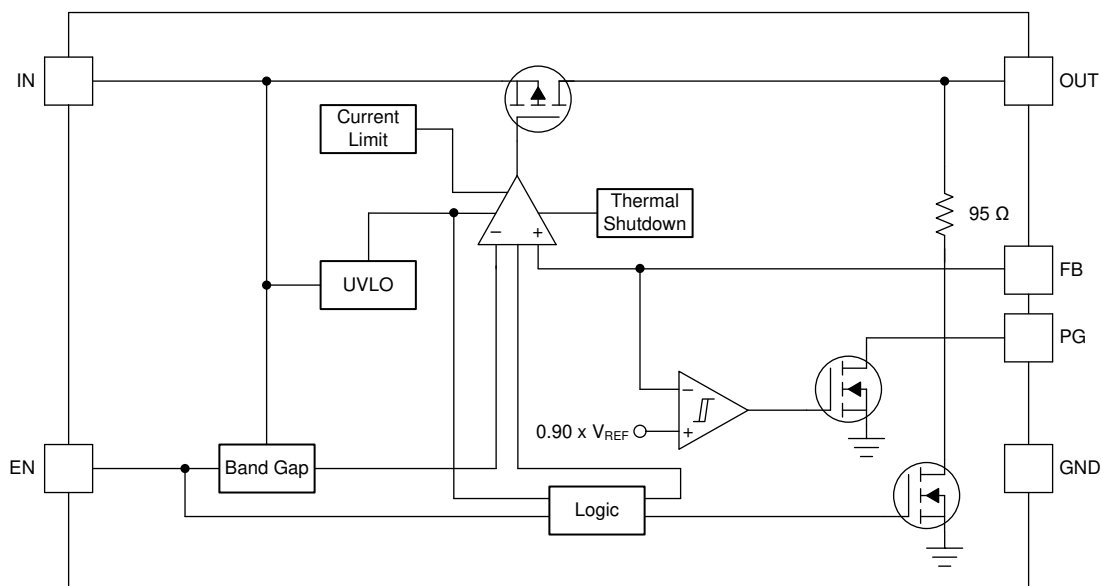 IN
OUT
Current
Limit
Thermal
Shutdown
95 Ω
−
+
UVLO
FB
PG
−
0.90 x VREF
+
EN
Band Gap
GND
Logic